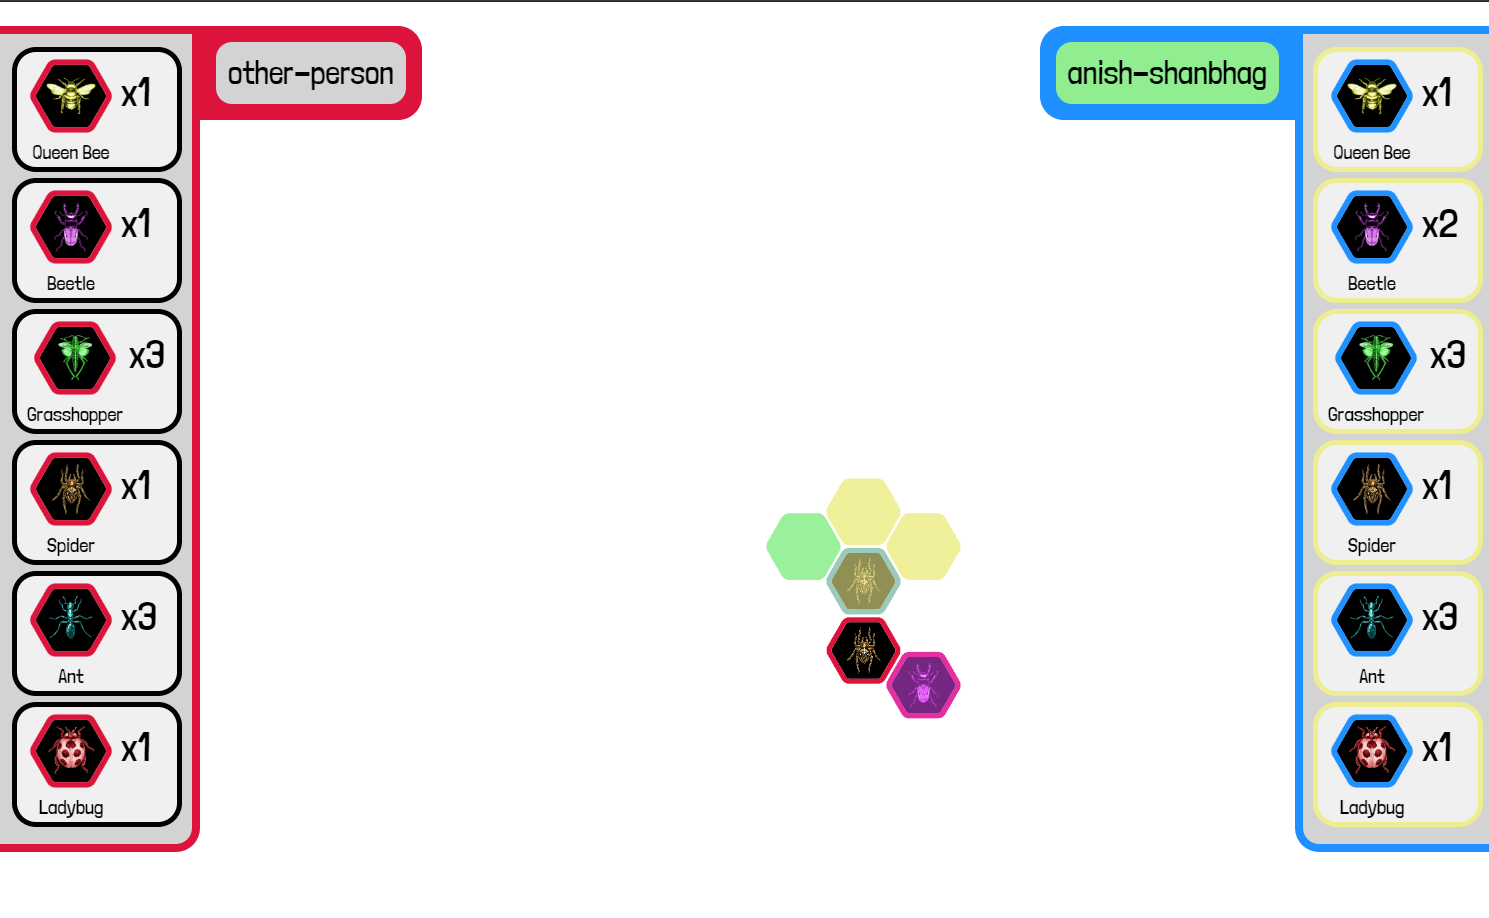 other-person
x1
Queen Bee
x1
Beetle
x3
Grasshopper
x1
Spider
x3
Ant
x1
Ladybug
anish-shanbhag
x1
Queen Bee
x2
Beetle
x3
Grasshopper
x1
Spider
x3
Ant
x1
Ladybug